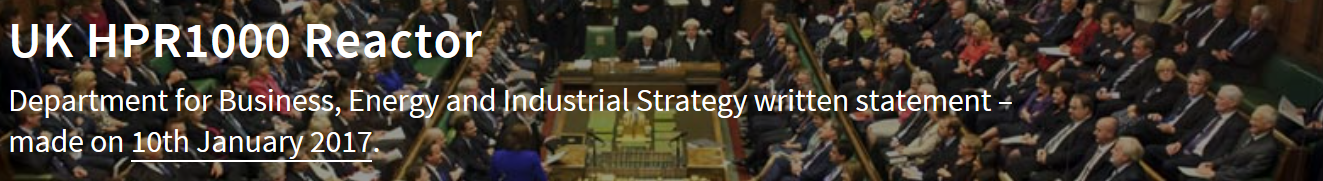 UK HPR1000 Reactor
Department for Business, Energy and Industrial Strategy written statement –
made on 10th January 2017.